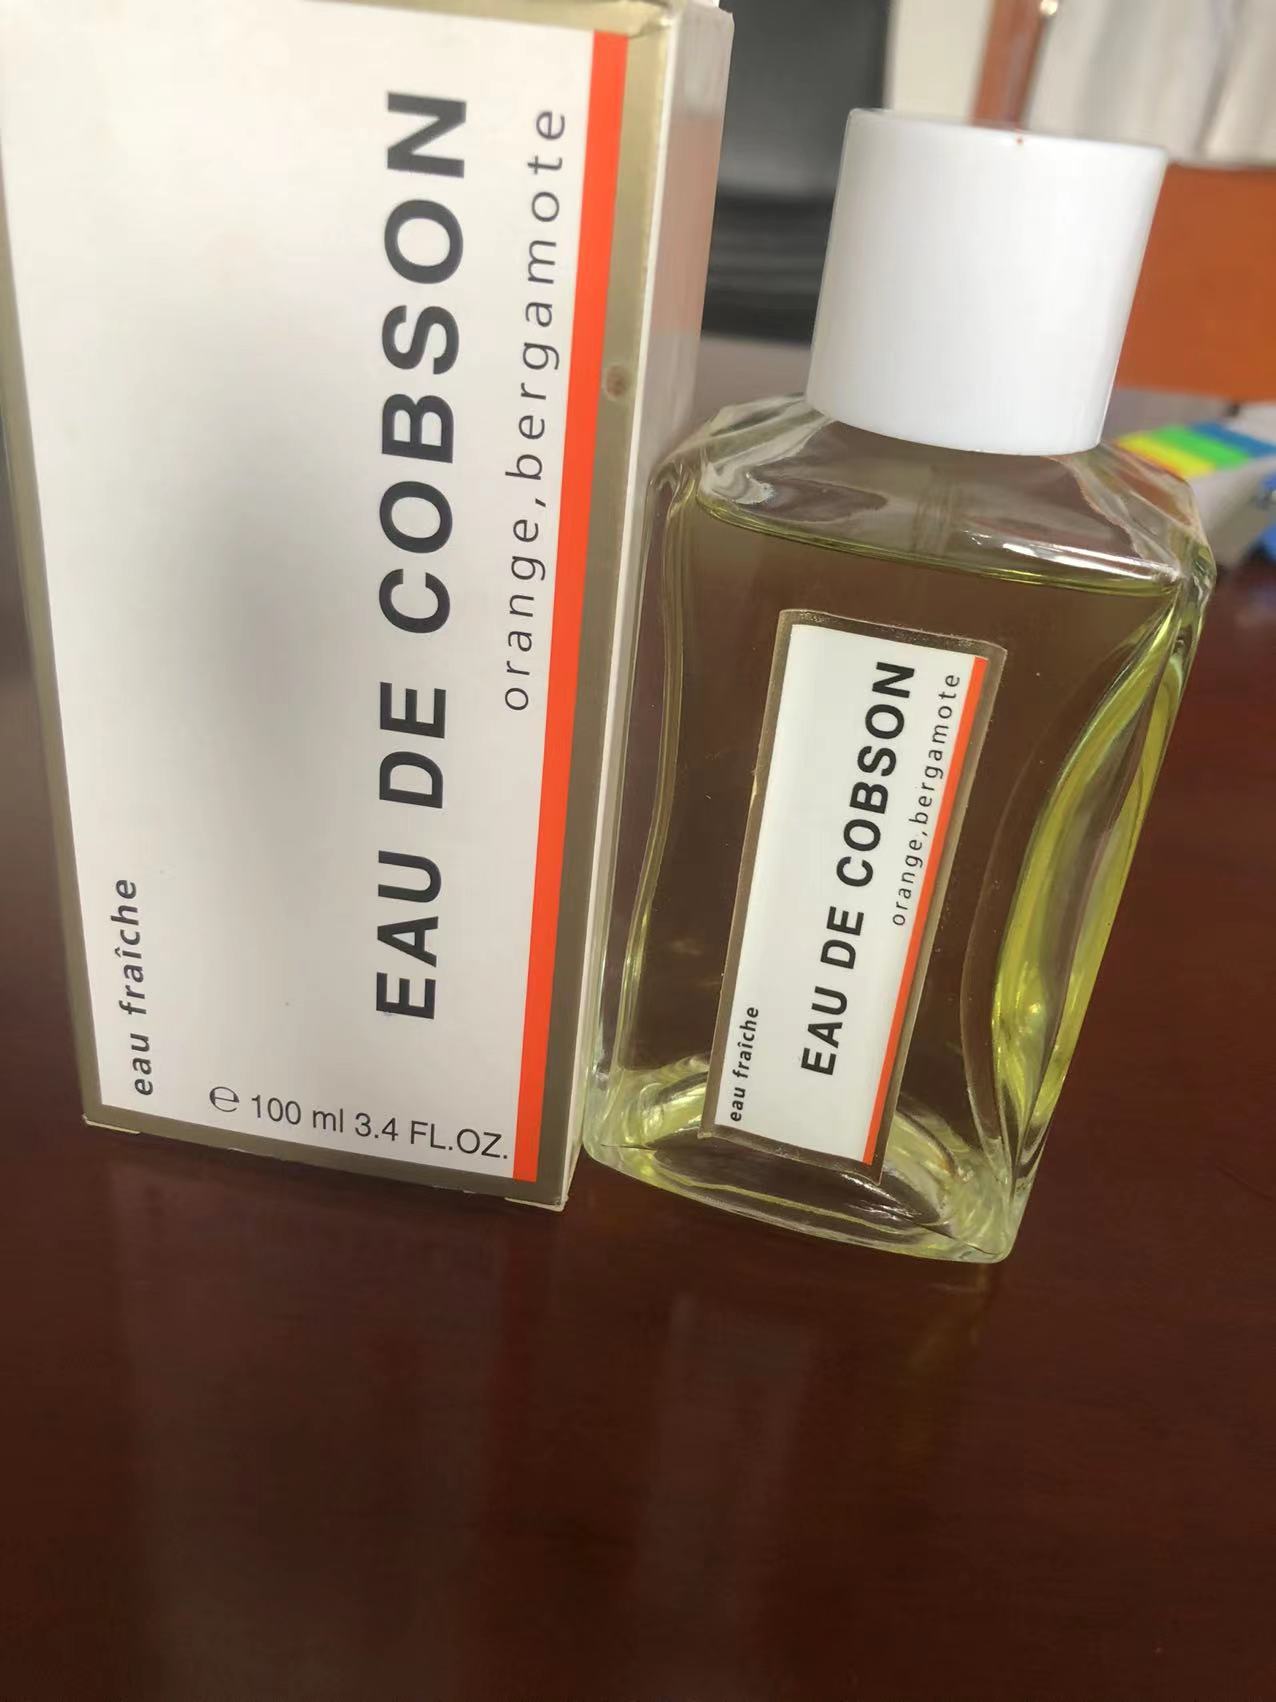 eau fraîche
EAU DE COBSON
orange,bergamote
℮ 100 ml 3.4 FL.OZ.
eau fraîche
EAU DE COBSON
orange,bergamote